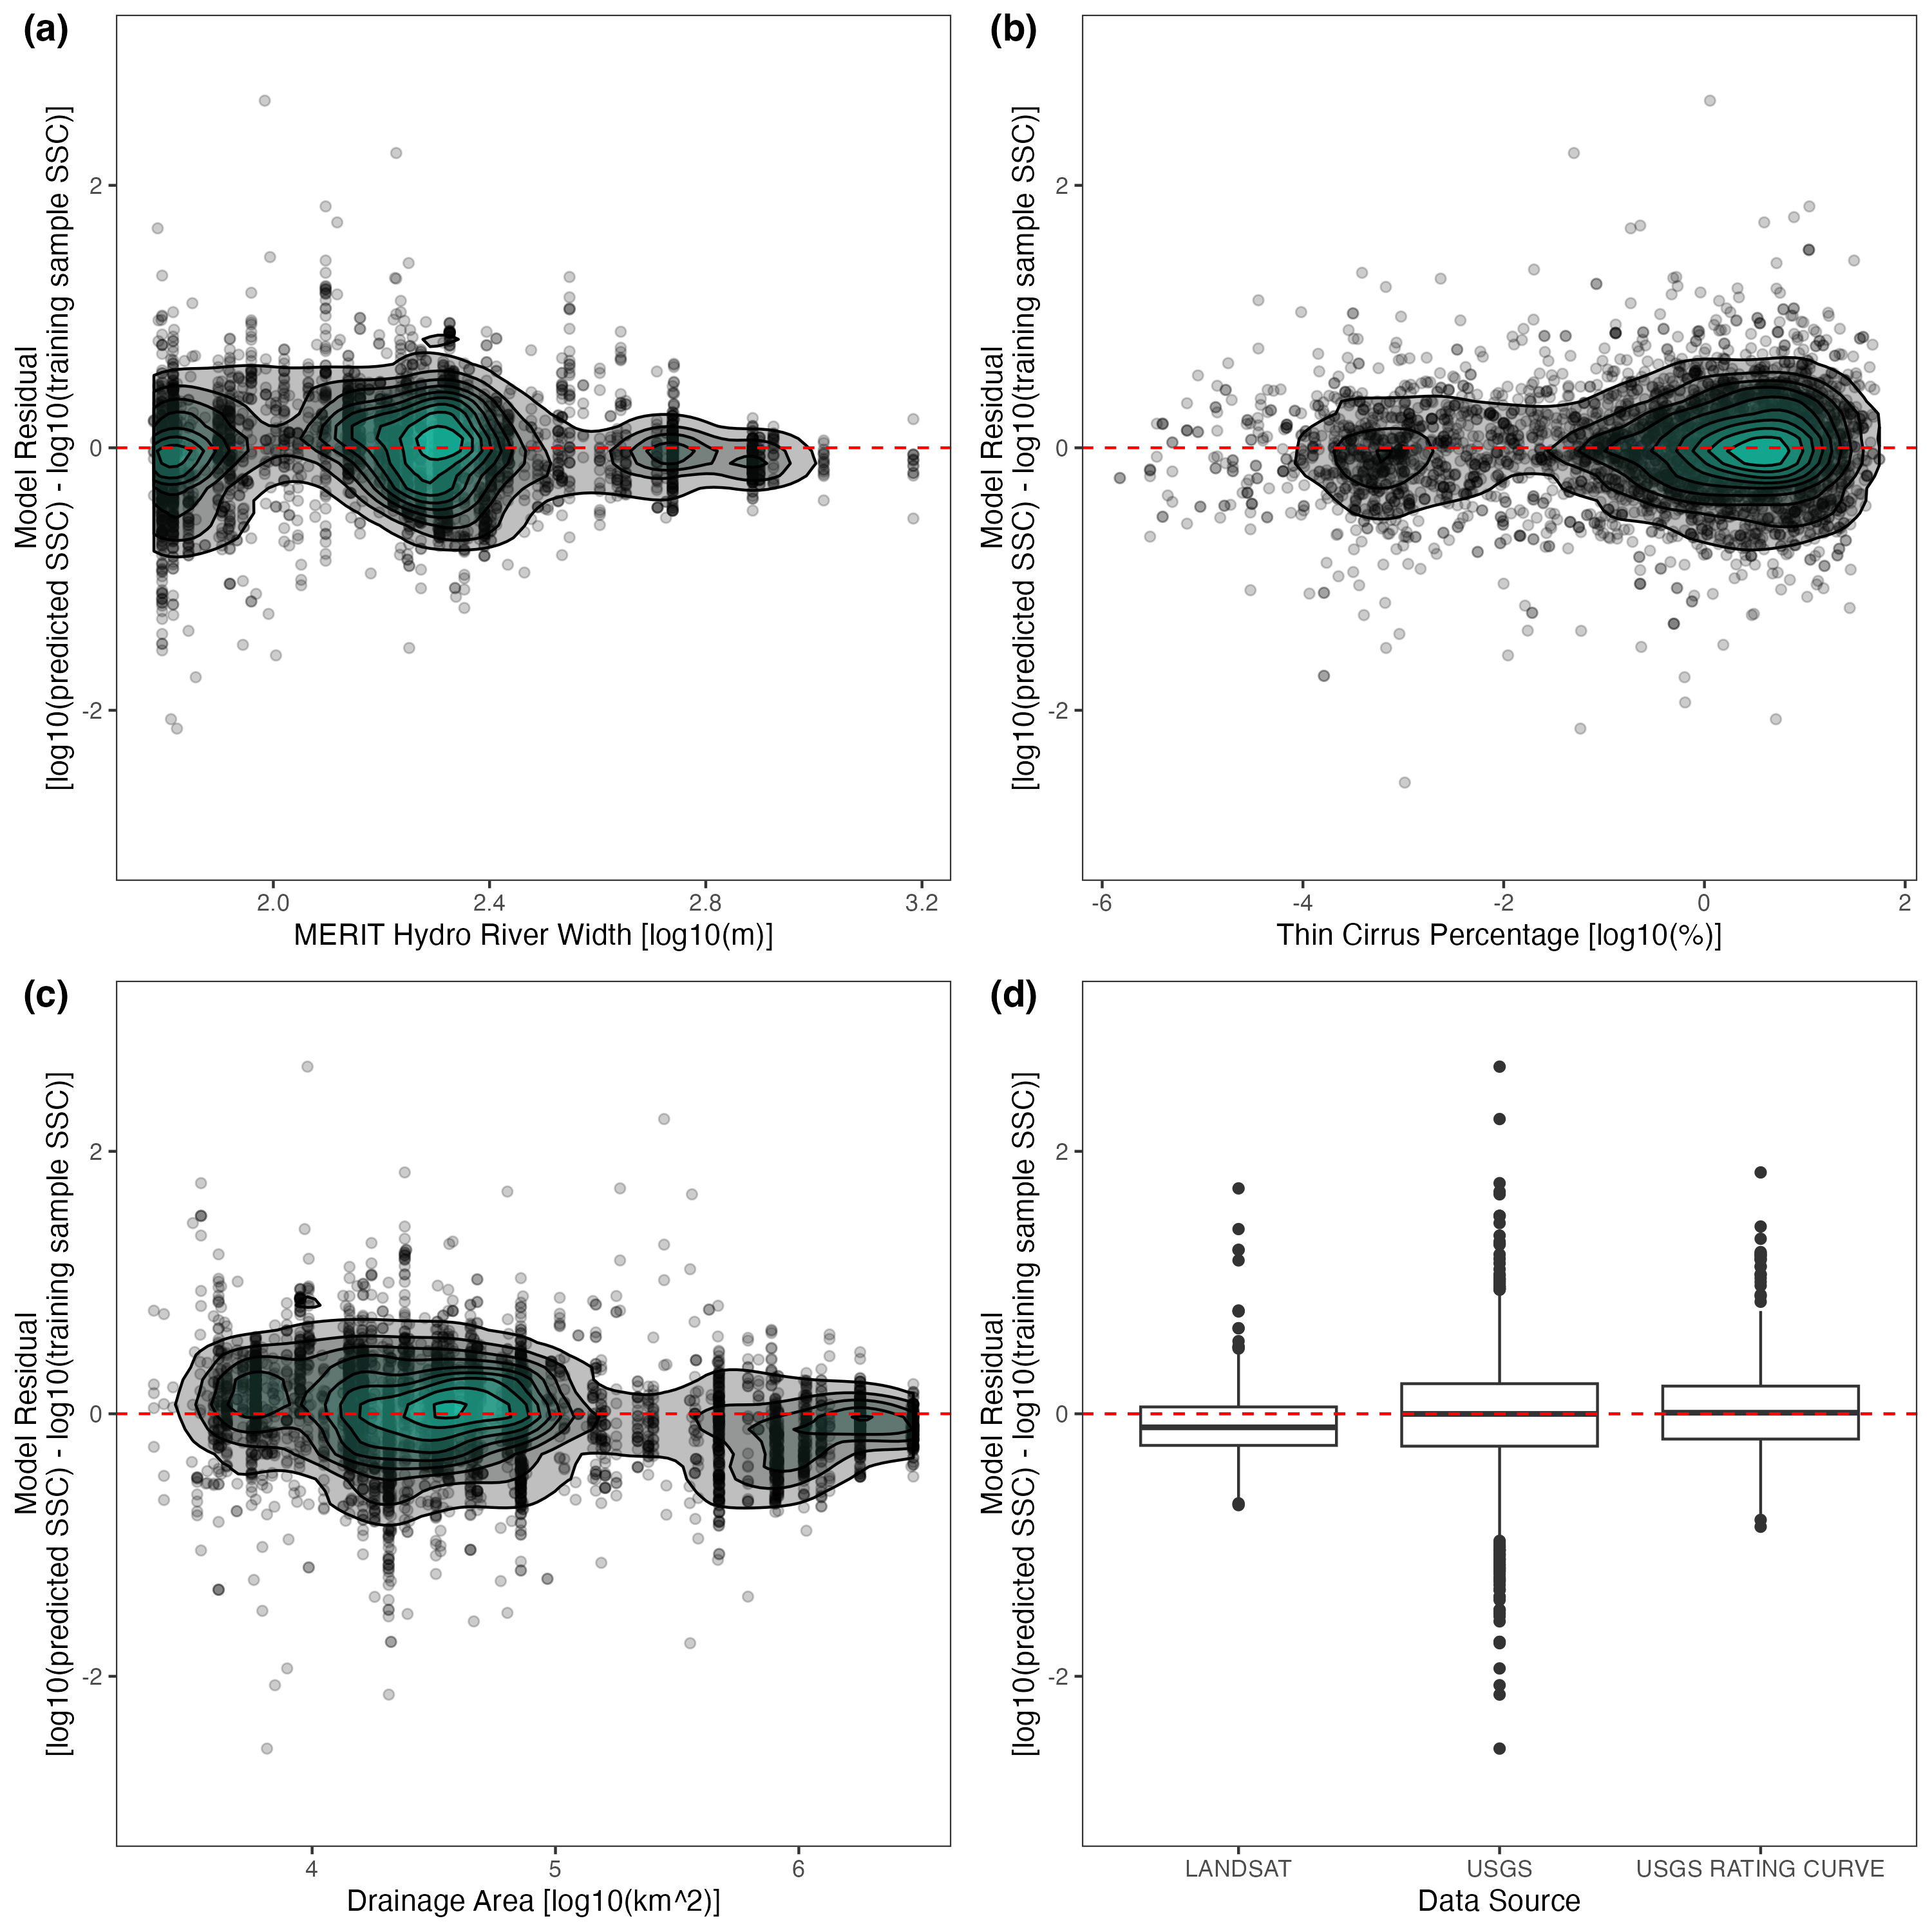 (a)
Model Residual
[log10(predicted SSC) - log10(training sample SSC)]
2
0
-2
2.0
2.4
2.8
3.2
MERIT Hydro River Width [log10(m)]
(b)
Model Residual
[log10(predicted SSC) - log10(training sample SSC)]
2
0
-2
-6
-4
-2
0
2
Thin Cirrus Percentage [log10(%)]
(c)
Model Residual
[log10(predicted SSC) - log10(training sample SSC)]
2
0
-2
4
5
6
Drainage Area [log10(km^2)]
(d)
Model Residual
[log10(predicted SSC) - log10(training sample SSC)]
2
0
-2
LANDSAT
USGS
USGS RATING CURVE
Data Source